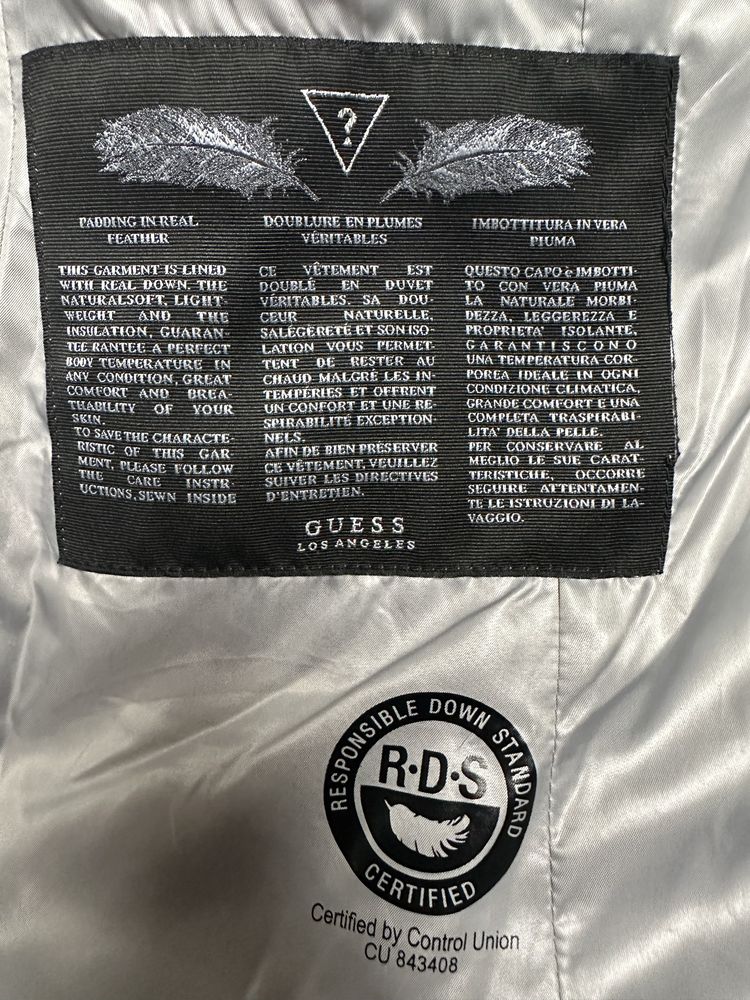 ?
PADDING IN REAL
FEATHER
THIS GARMENT IS LINED
WITH REAL DOWN. THE
NATURALSOFT, LIGHT-
WEIGHT AND THE
INSULATION, GUARAN-
TEE RANTEE A PERFECT
BODY TEMPERATURE IN
ANY CONDITION, GREAT
COMFORT AND BREA-
THABILITY OF YOUR
SKIN.
TO SAVE THE CHARACTE-
RISTIC OF THIS GAR
MENT, PLEASE FOLLOW
THE CARE INSTR-
UCTIONS, SEWN INSIDE
DOUBLURE EN PLUMES
VÉRITABLES
CE VÊTEMENT EST
DOUBLÉ EN DUVET
VÉRITABLES. SA DOU-
CEUR NATURELLE,
SALÉGÉRETÉ ET SON ISO-
LATION VOUS PERMET-
TENT DE RESTER AU
CHAUD MALGRÉ LES IN-
TEMPÉRIES ET OFFRENT
UN CONFORT ET UNE RE-
SPIRABILITÉ EXCEPTION-
NELS.
AFIN DE BIEN PRÉSERVER
CE VÊTEMENT, VEUILLEZ
SUIVER LES DIRECTIVES
D'ENTRETIEN.
IMBOTTITURA IN VERA
PIUMA
QUESTO CAPO è IMBOTTI-
TO CON VERA PIUMA
LA NATURALE MORBI-
DEZZA, LEGGEREZZA E
PROPRIETA' ISOLANTE,
GARANTISCONO
UNA TEMPERATURA COR-
POREA IDEALE IN OGNI
CONDIZIONE CLIMATICA,
GRANDE COMFORT E UNA
COMPLETA TRASPIRABI-
LITA' DELLA PELLE.
PER CONSERVARE AL
MEGLIO LE SUE CARAT-
TERISTICHE, OCCORRE
SEGUIRE ATTENTAMEN-
TE LE ISTRUZIONI DI LA-
VAGGIO.
GUESS
LOS ANGELES
RESPONSIBLE DOWN STANDARD
R·D·S
CERTIFIED
Certified by Control Union
CU 843408